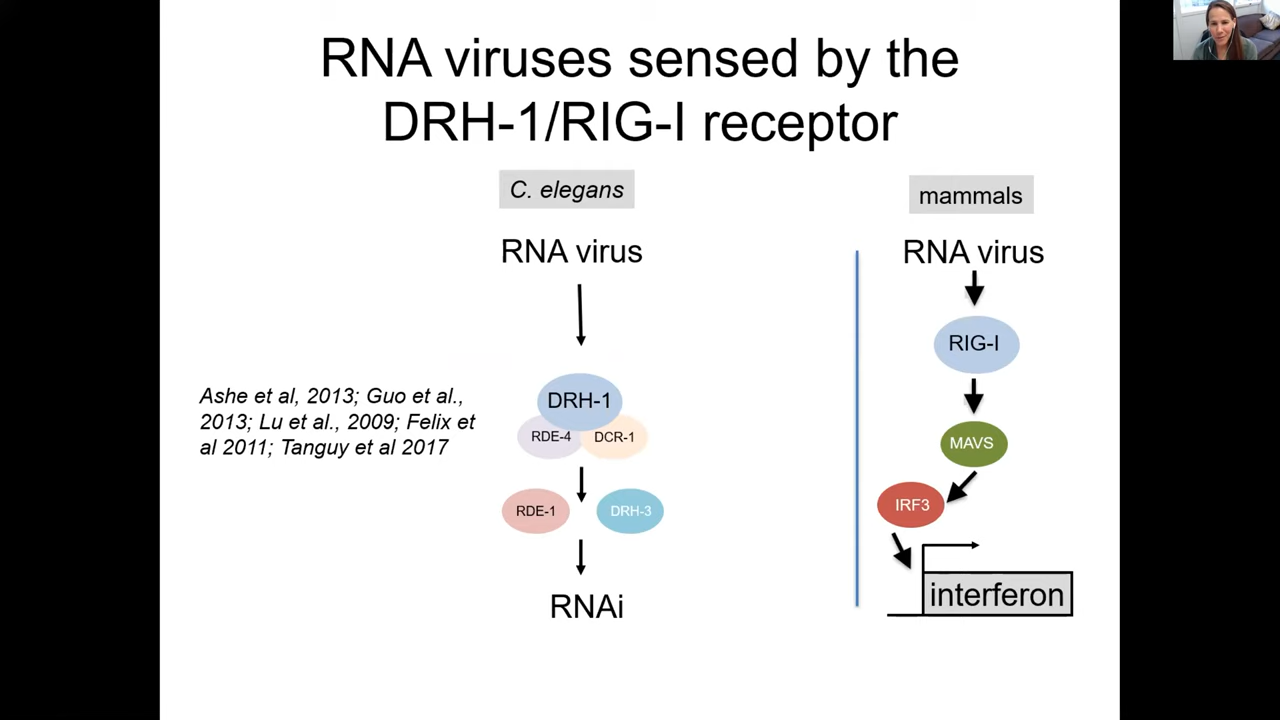 RNA viruses sensed by the
DRH-1/RIG-I receptor
C. elegans
RNA virus
Ashe et al, 2013; Guo et al.,
2013; Lu et al., 2009; Felix et
al 2011; Tanguy et al 2017
DRH-1
RDE-4
DCR-1
RDE-1
DRH-3
RNAi
mammals
RNA virus
RIG-I
MAVS
IRF3
interferon